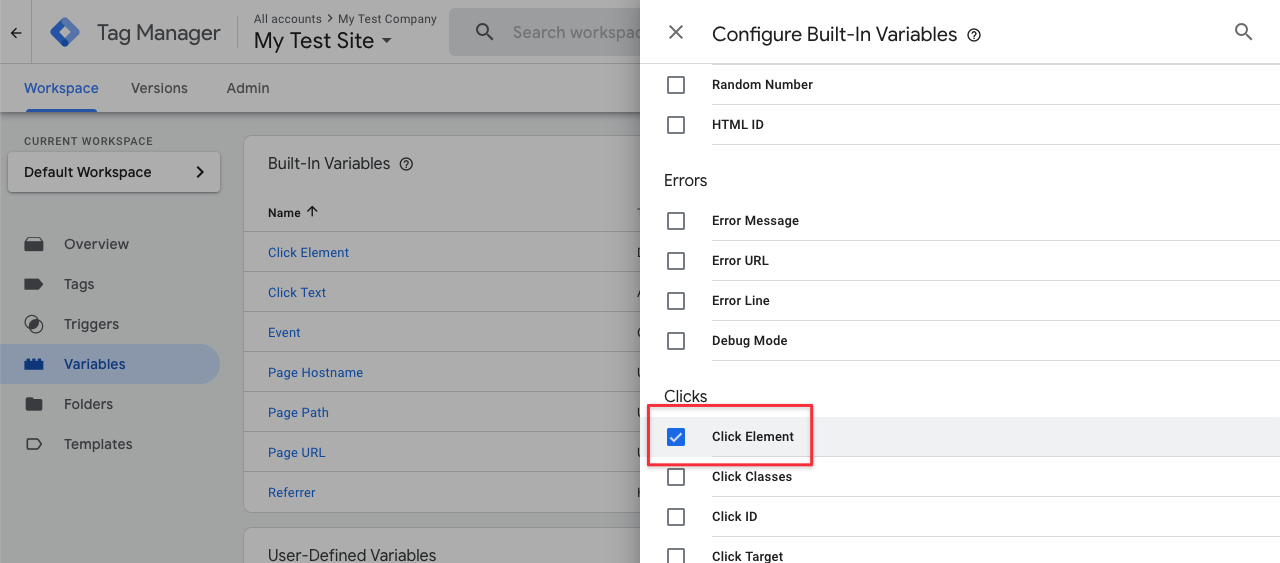 Tag Manager
All accounts > My Test Company
My Test Site
Search workspac
Workspace Versions Admin
CURRENT WORKSPACE
Default Workspace
Overview
Tags
Triggers
Variables
Folders
Templates
Built-In Variables
Name
Click Element
Click Text
Event
Page Hostname
Page Path
Page URL
Referrer
User-Defined Variables
Configure Built-In Variables
Random Number
HTML ID
Errors
Error Message
Error URL
Error Line
Debug Mode
Clicks
Click Element
Click Classes
Click ID
Click Target